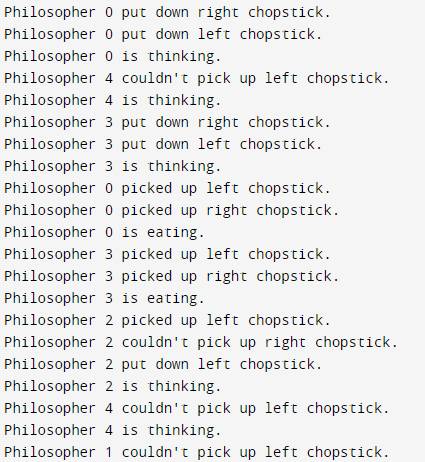 Philosopher 0 put down right chopstick.
Philosopher 0 put down left chopstick.
Philosopher 0 is thinking.
Philosopher 4 couldn't pick up left chopstick.
Philosopher 4 is thinking.
Philosopher 3 put down right chopstick.
Philosopher 3 put down left chopstick.
Philosopher 3 is thinking.
Philosopher 0 picked up left chopstick.
Philosopher 0 picked up right chopstick.
Philosopher 0 is eating.
Philosopher 3 picked up left chopstick.
Philosopher 3 picked up right chopstick.
Philosopher 3 is eating.
Philosopher 2 picked up left chopstick.
Philosopher 2 couldn't pick up right chopstick.
Philosopher 2 put down left chopstick.
Philosopher 2 is thinking.
Philosopher 4 couldn't pick up left chopstick.
Philosopher 4 is thinking.
Philosopher 1 couldn't pick up left chopstick.